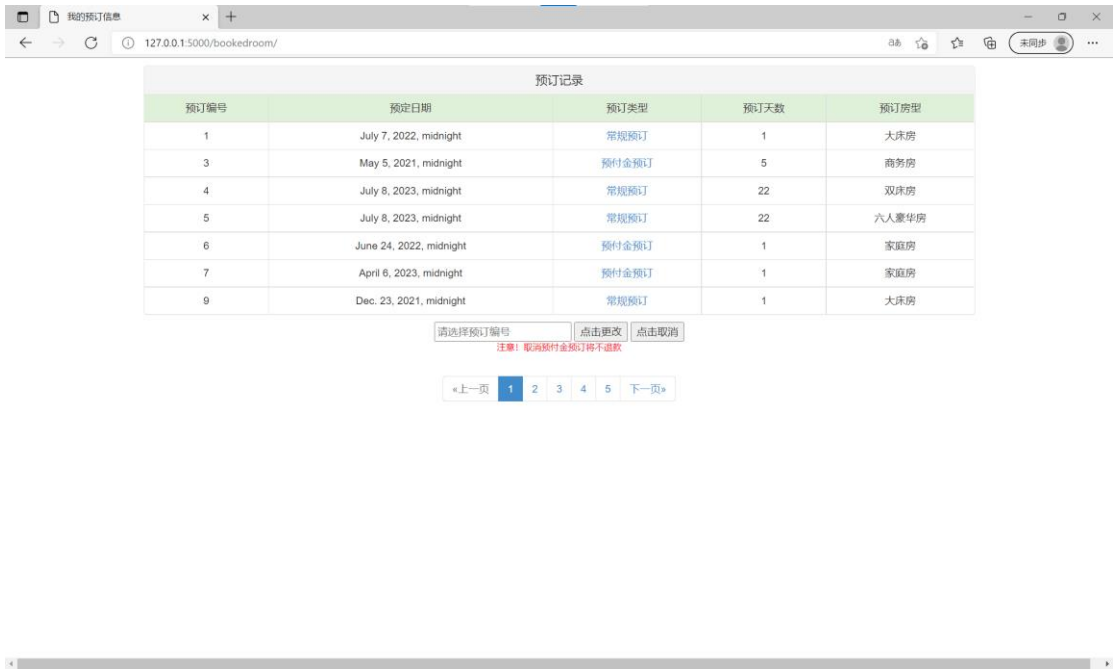 我的预订信息
127.0.0.1:5000/bookedroom/
aあ
未同步
预订记录
预订编号 预定日期 预订类型 预订天数 预订房型
1 July 7, 2022, midnight 常规预订 1 大床房
3 May 5, 2021, midnight 预付金预订 5 商务房
4 July 8, 2023, midnight 常规预订 22 双床房
5 July 8, 2023, midnight 常规预订 22 六人豪华房
6 June 24, 2022, midnight 预付金预订 1 家庭房
7 April 6, 2023, midnight 预付金预订 1 家庭房
9 Dec. 23, 2021, midnight 常规预订 1 大床房
请选择预订编号 点击更改 点击取消
注意！取消预付金预订将不退款
«上一页 1 2 3 4 5 下一页»